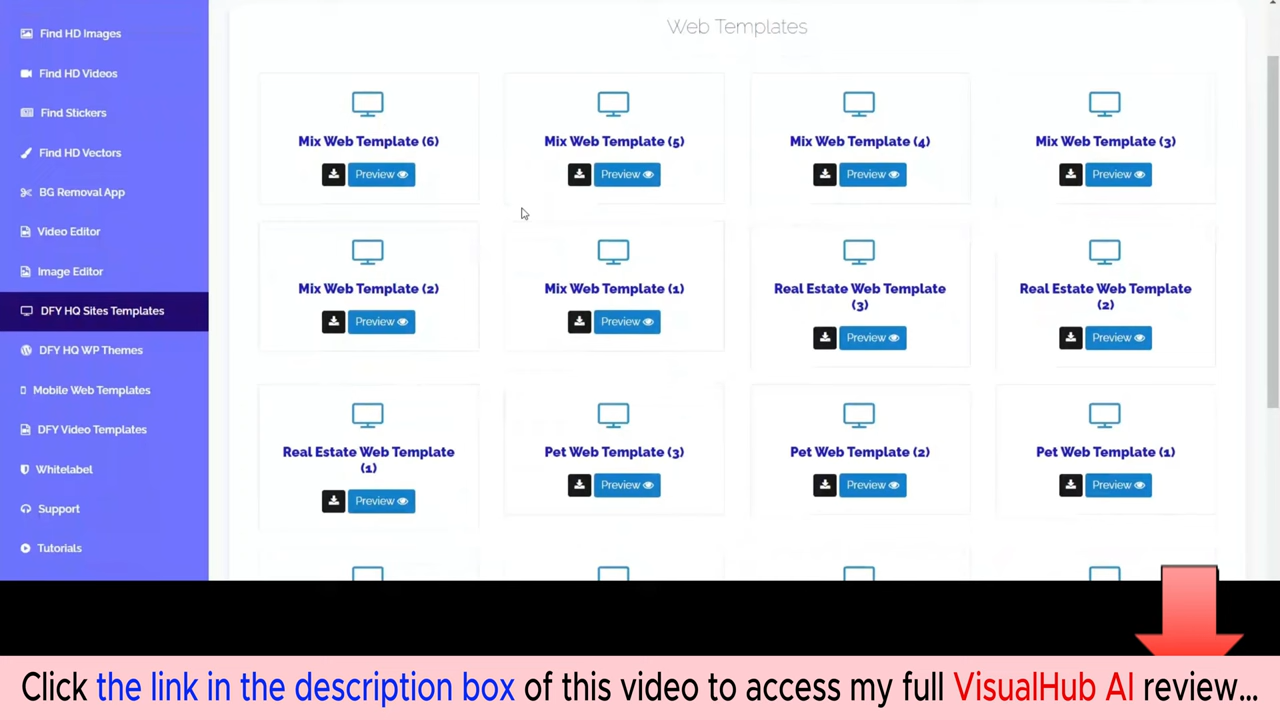 Find HD Images
Find HD Videos
Find Stickers
Find HD Vectors
BG Removal App
Video Editor
Image Editor
DFY HQ Sites Templates
DFY HQ WP Themes
Mobile Web Templates
DFY Video Templates
Whitelabel
Support
Tutorials
Web Templates
Mix Web Template (6)
Preview
Mix Web Template (5)
Preview
Mix Web Template (4)
Preview
Mix Web Template (3)
Preview
Mix Web Template (2)
Preview
Mix Web Template (1)
Preview
Real Estate Web Template
(3)
Preview
Real Estate Web Template
(2)
Preview
Real Estate Web Template
(1)
Preview
Pet Web Template (3)
Preview
Pet Web Template (2)
Preview
Pet Web Template (1)
Preview
Click the link in the description box of this video to access my full VisualHub AI review...